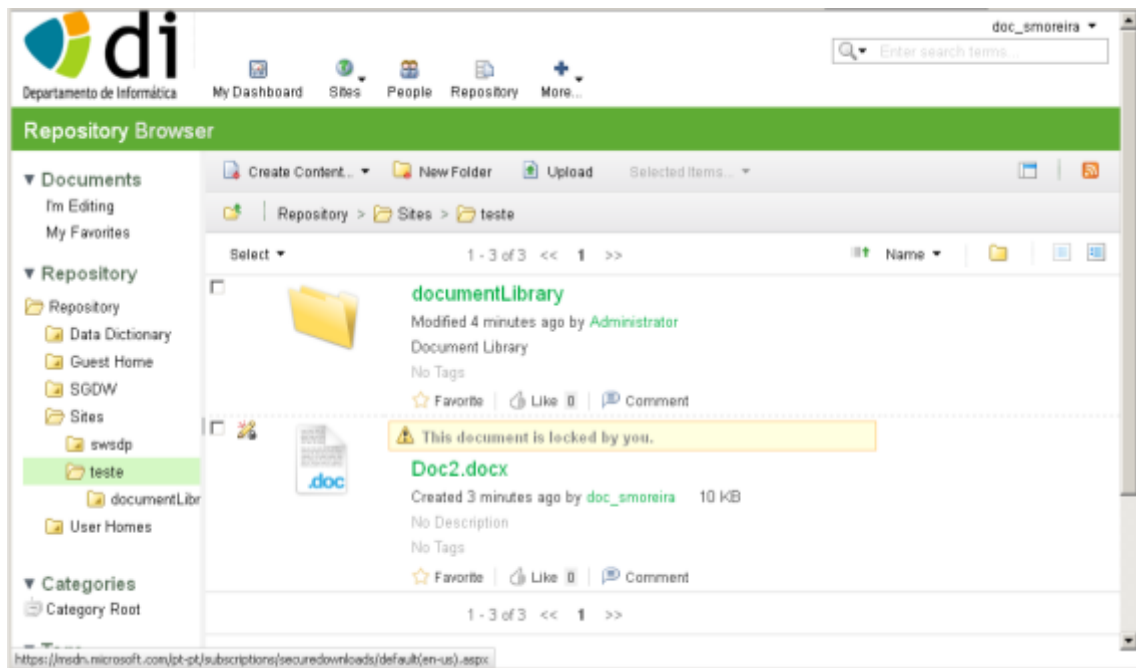 di
Departamento de Informática
doc_smoreira
Enter search terms...
My Dashboard Sites People Repository More...
Repository Browser
Documents
I'm Editing
My Favorites
Repository
Repository
Data Dictionary
Guest Home
SGDW
Sites
swsdp
teste
documentLibr
User Homes
Categories
Category Root
Create Content... New Folder Upload Selected Items...
Repository > Sites > teste
Select 1 - 3 of 3 << 1 >> Name
documentLibrary
Modified 4 minutes ago by Administrator
Document Library
No Tags
Favorite Like 0 Comment
This document is locked by you.
.doc
Doc2.docx
Created 3 minutes ago by doc_smoreira 10 KB
No Description
No Tags
Favorite Like 0 Comment
1 - 3 of 3 << 1 >>
https://msdn.microsoft.com/pt-pt/subscriptions/securedownloads/default(en-us).aspx